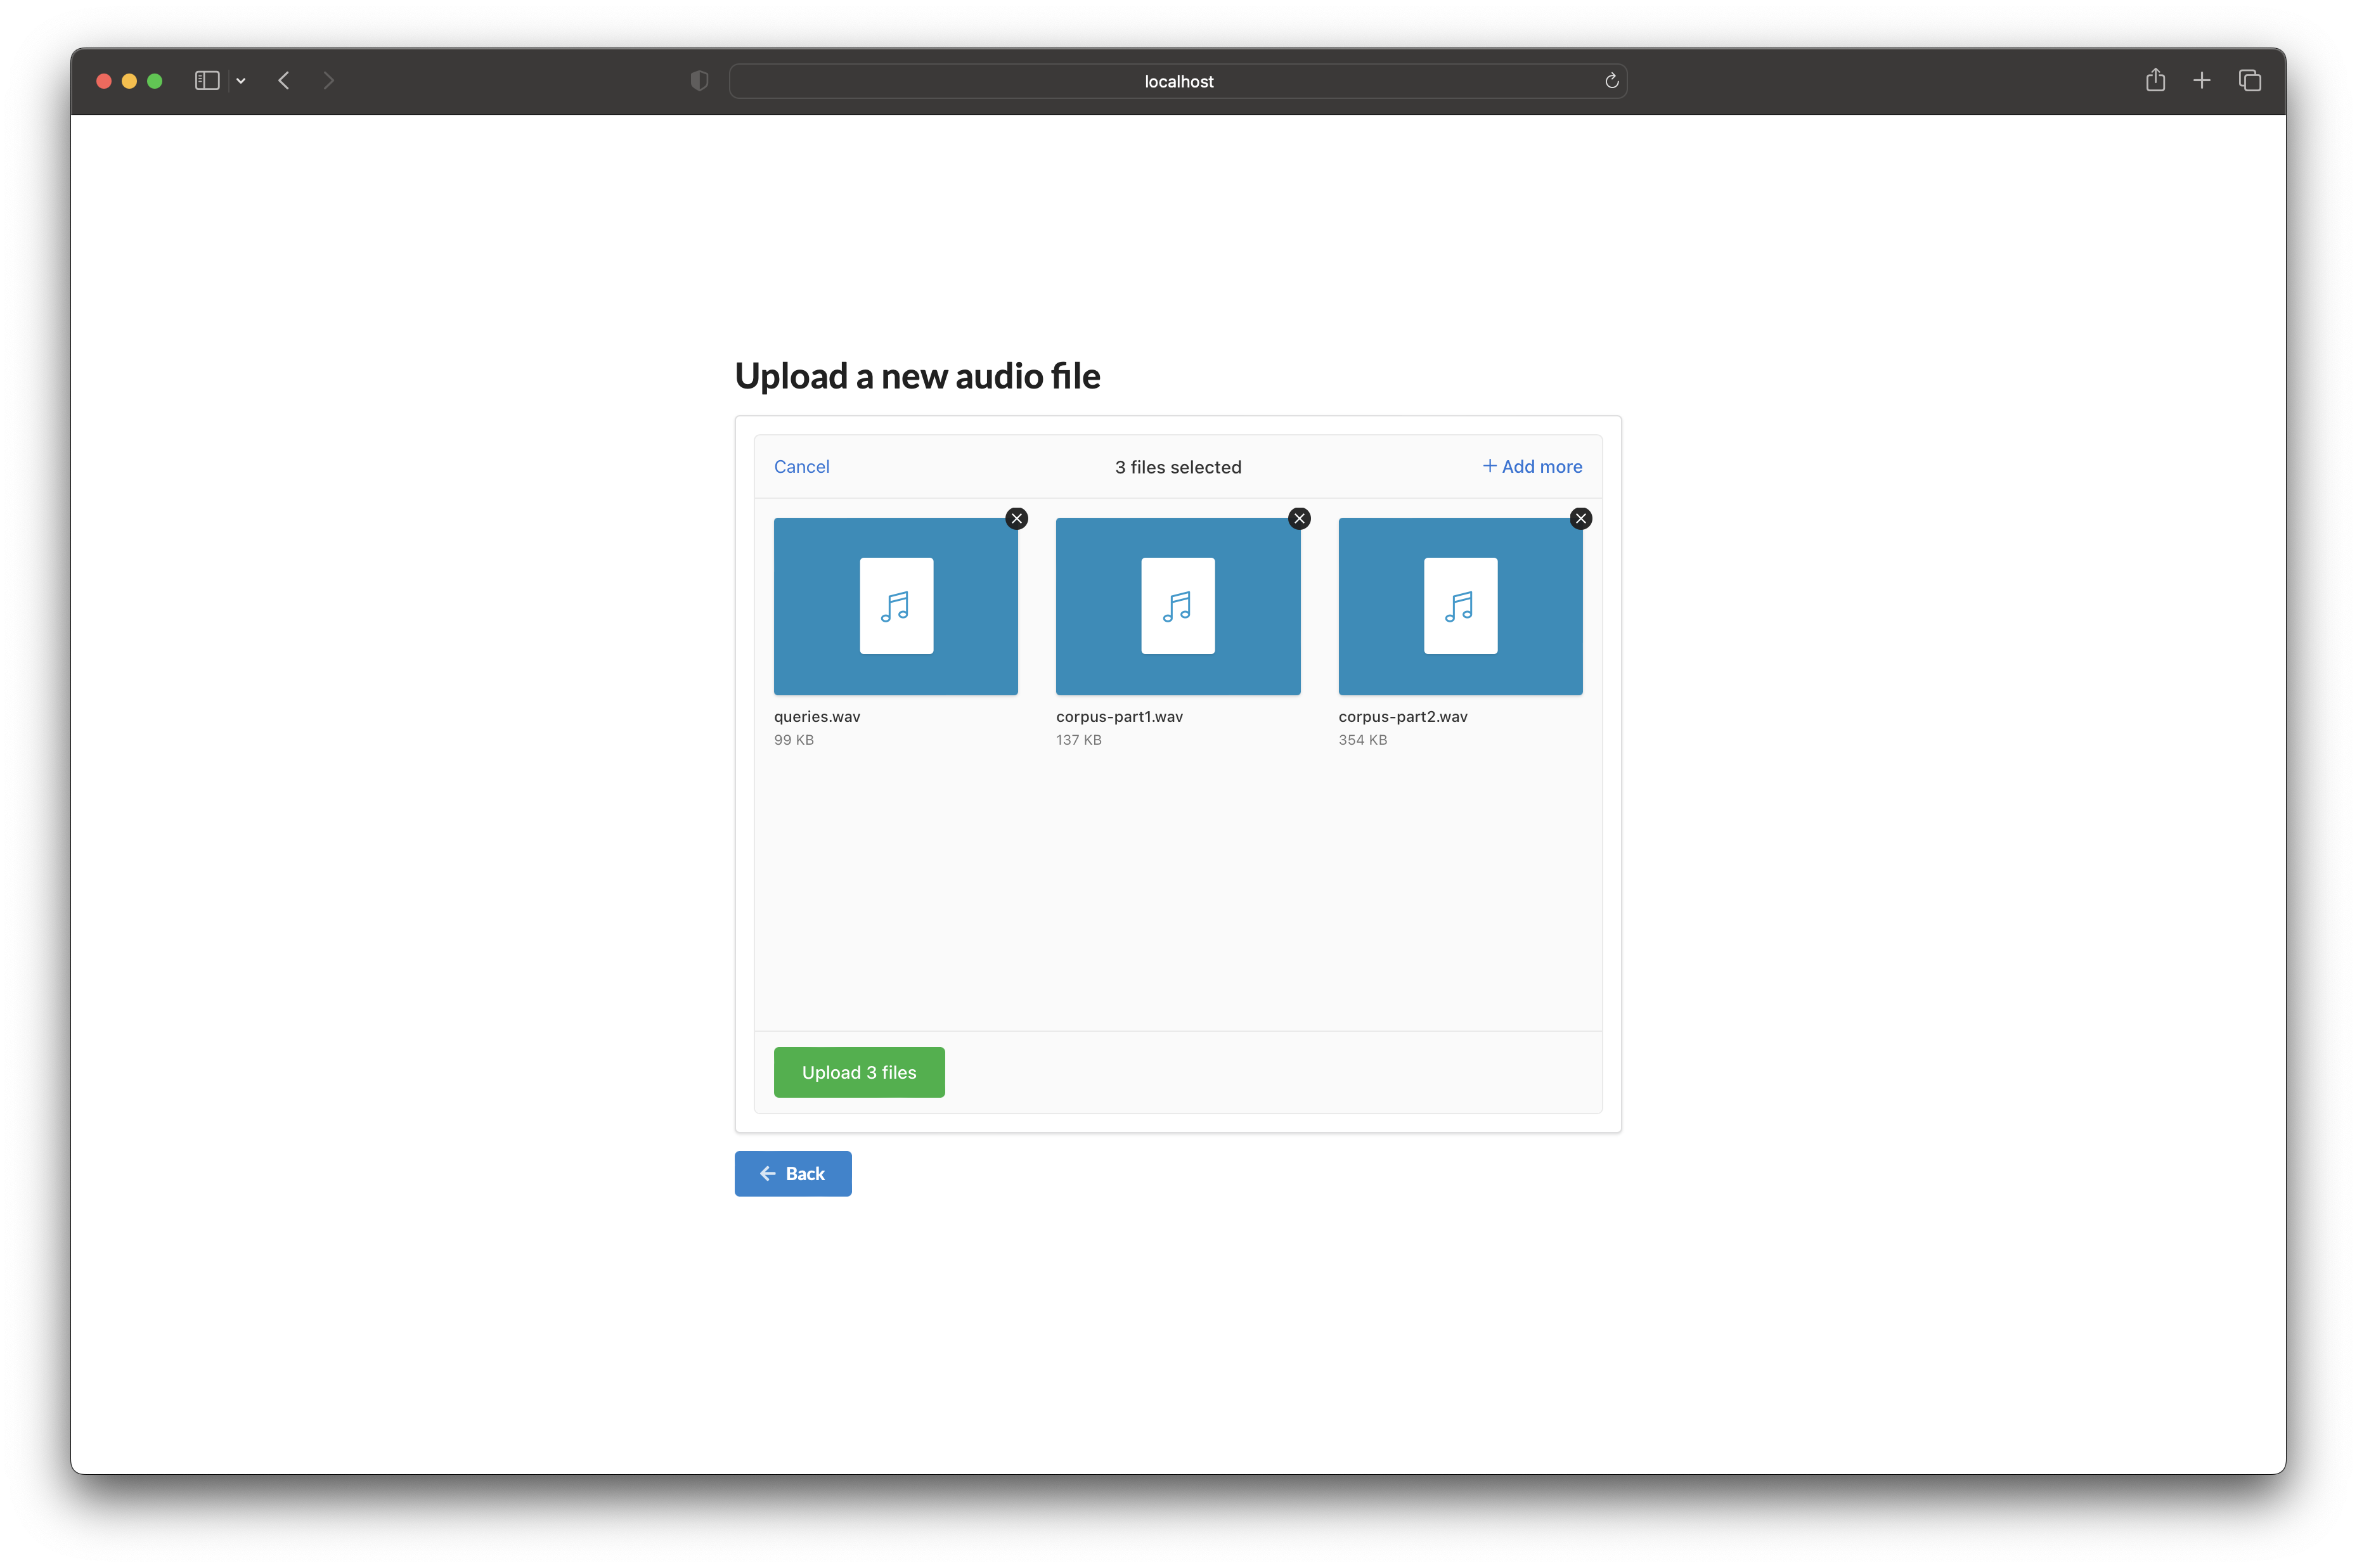 localhost
Upload a new audio file
Cancel
3 files selected
+ Add more
queries.wav
99 KB
corpus-part1.wav
137 KB
corpus-part2.wav
354 KB
Upload 3 files
← Back